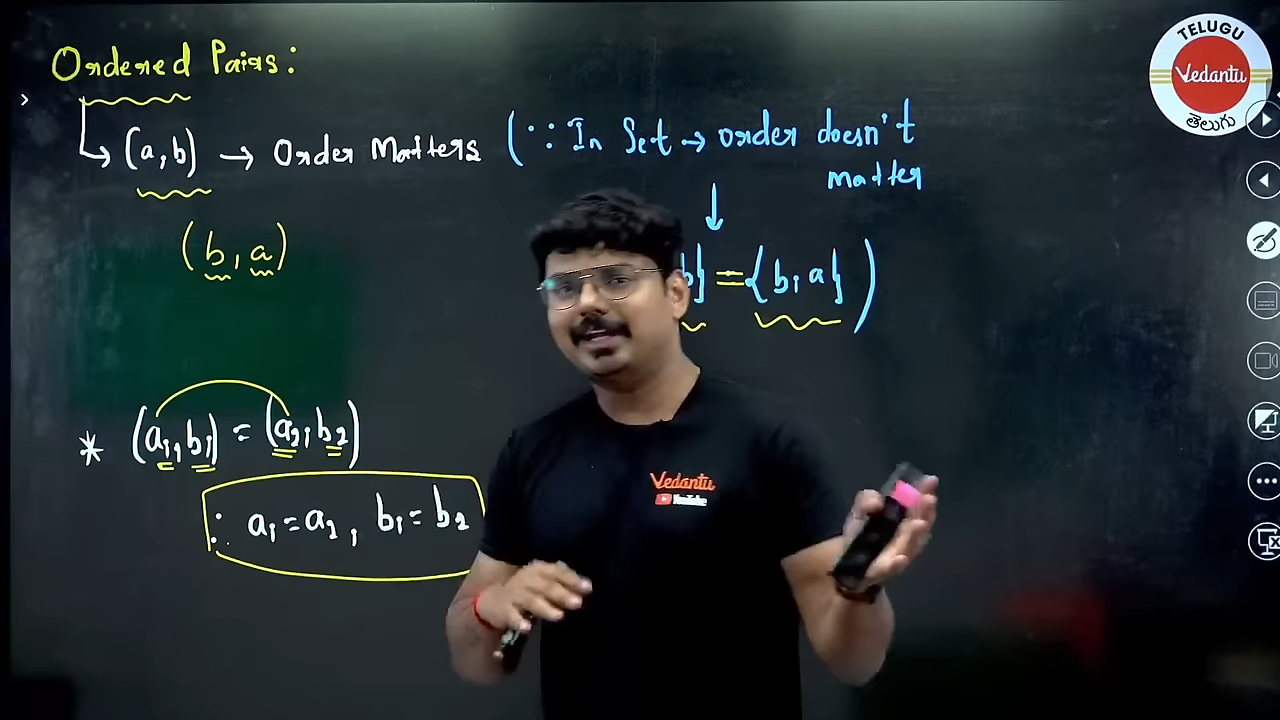 Ordered Pairs:
(a,b) → Order Matters (∵ In Set → order doesn't
matter
↓
(b, a)
b} = {b, a})
* (a₁, b₁) = (a₂, b₂)
∴ a₁ = a₂, b₁ = b₂
TELUGU
Vedantu
తెలుగు
Vedantu
YouTube